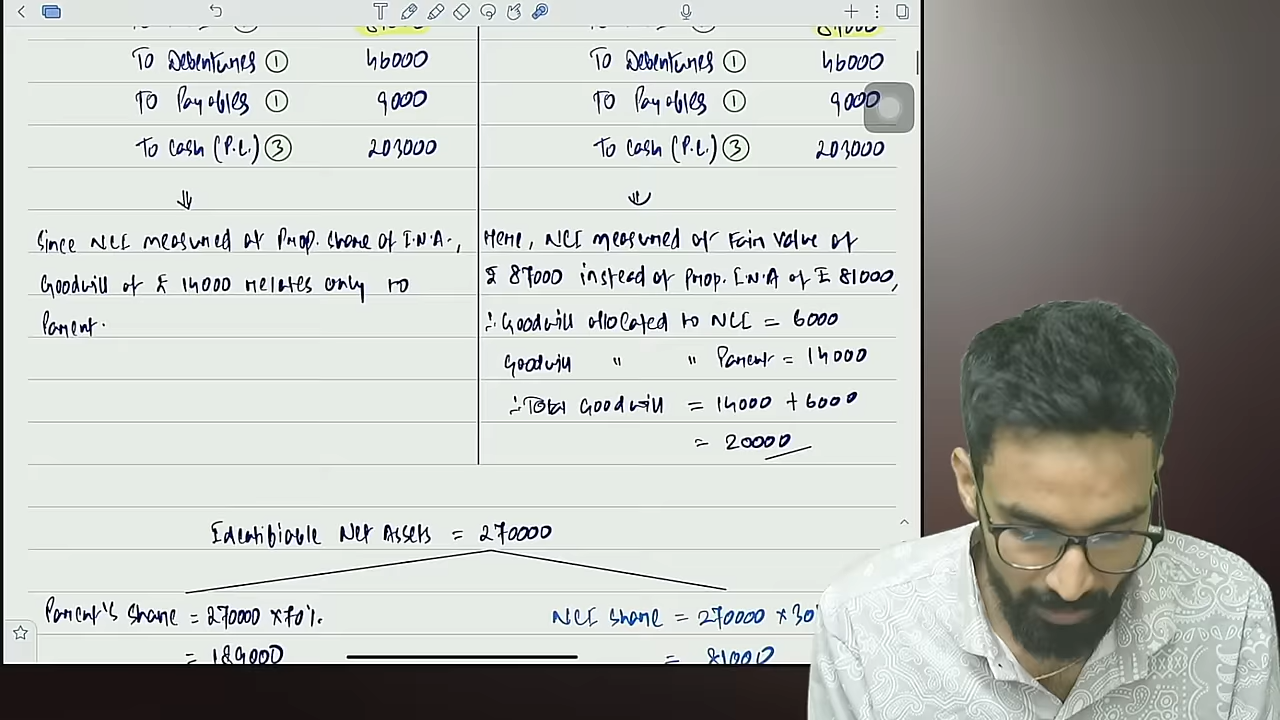 To Debentures ① 46000
To Payables ① 9000
To cash (P.L.) ③ 203000
Since NCI measured at Prop. Share of I.N.A.,
Goodwill of ₹ 14000 relates only to
Parent.
87000
To Debentures ① 46000
To Payables ① 9000
To cash (P.L.) ③ 203000
Here, NCI measured at Fair Value of
₹ 87000 instead of Prop. I.N.A of ₹ 81000,
∴ Goodwill allocated to NCI = 6000
Goodwill " " Parent = 14000
∴ Total Goodwill = 14000 + 6000
= 20000
Identifiable Net Assets = 270000
Parent's Share = 270000 × 70%
= 189000
NCI Share = 270000 × 30%
= 81000